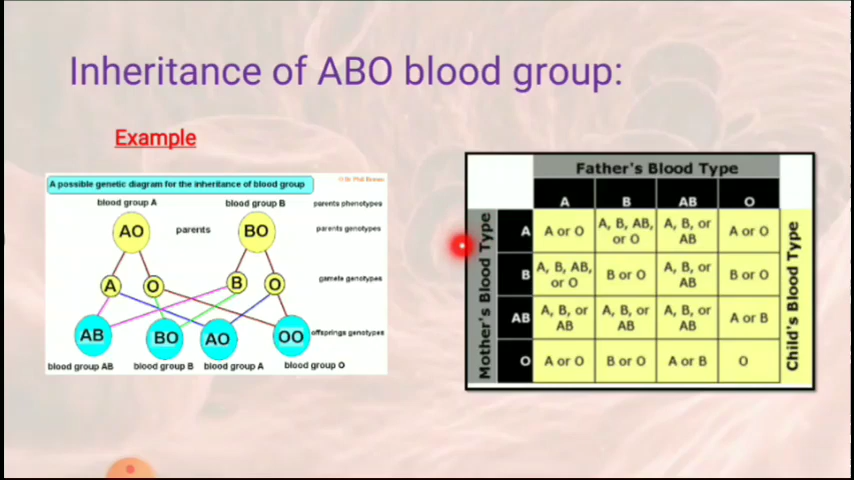 Inheritance of ABO blood group:
Example
A possible genetic diagram for the inheritance of blood group
blood group A
blood group B
parents phenotypes
AO
parents
BO
parents genotypes
A
O
B
O
gamete genotypes
AB
BO
AO
OO
offsprings genotypes
blood group AB
blood group B
blood group A
blood group O
Father's Blood Type
A
B
AB
O
Mother's Blood Type
A
A or O
A, B, AB,
or O
A, B, or
AB
A or O
B
A, B, AB,
or O
B or O
A, B, or
AB
B or O
AB
A, B, or
AB
A, B, or
AB
A, B, or
AB
A or B
O
A or O
B or O
A or B
O
Child's Blood Type